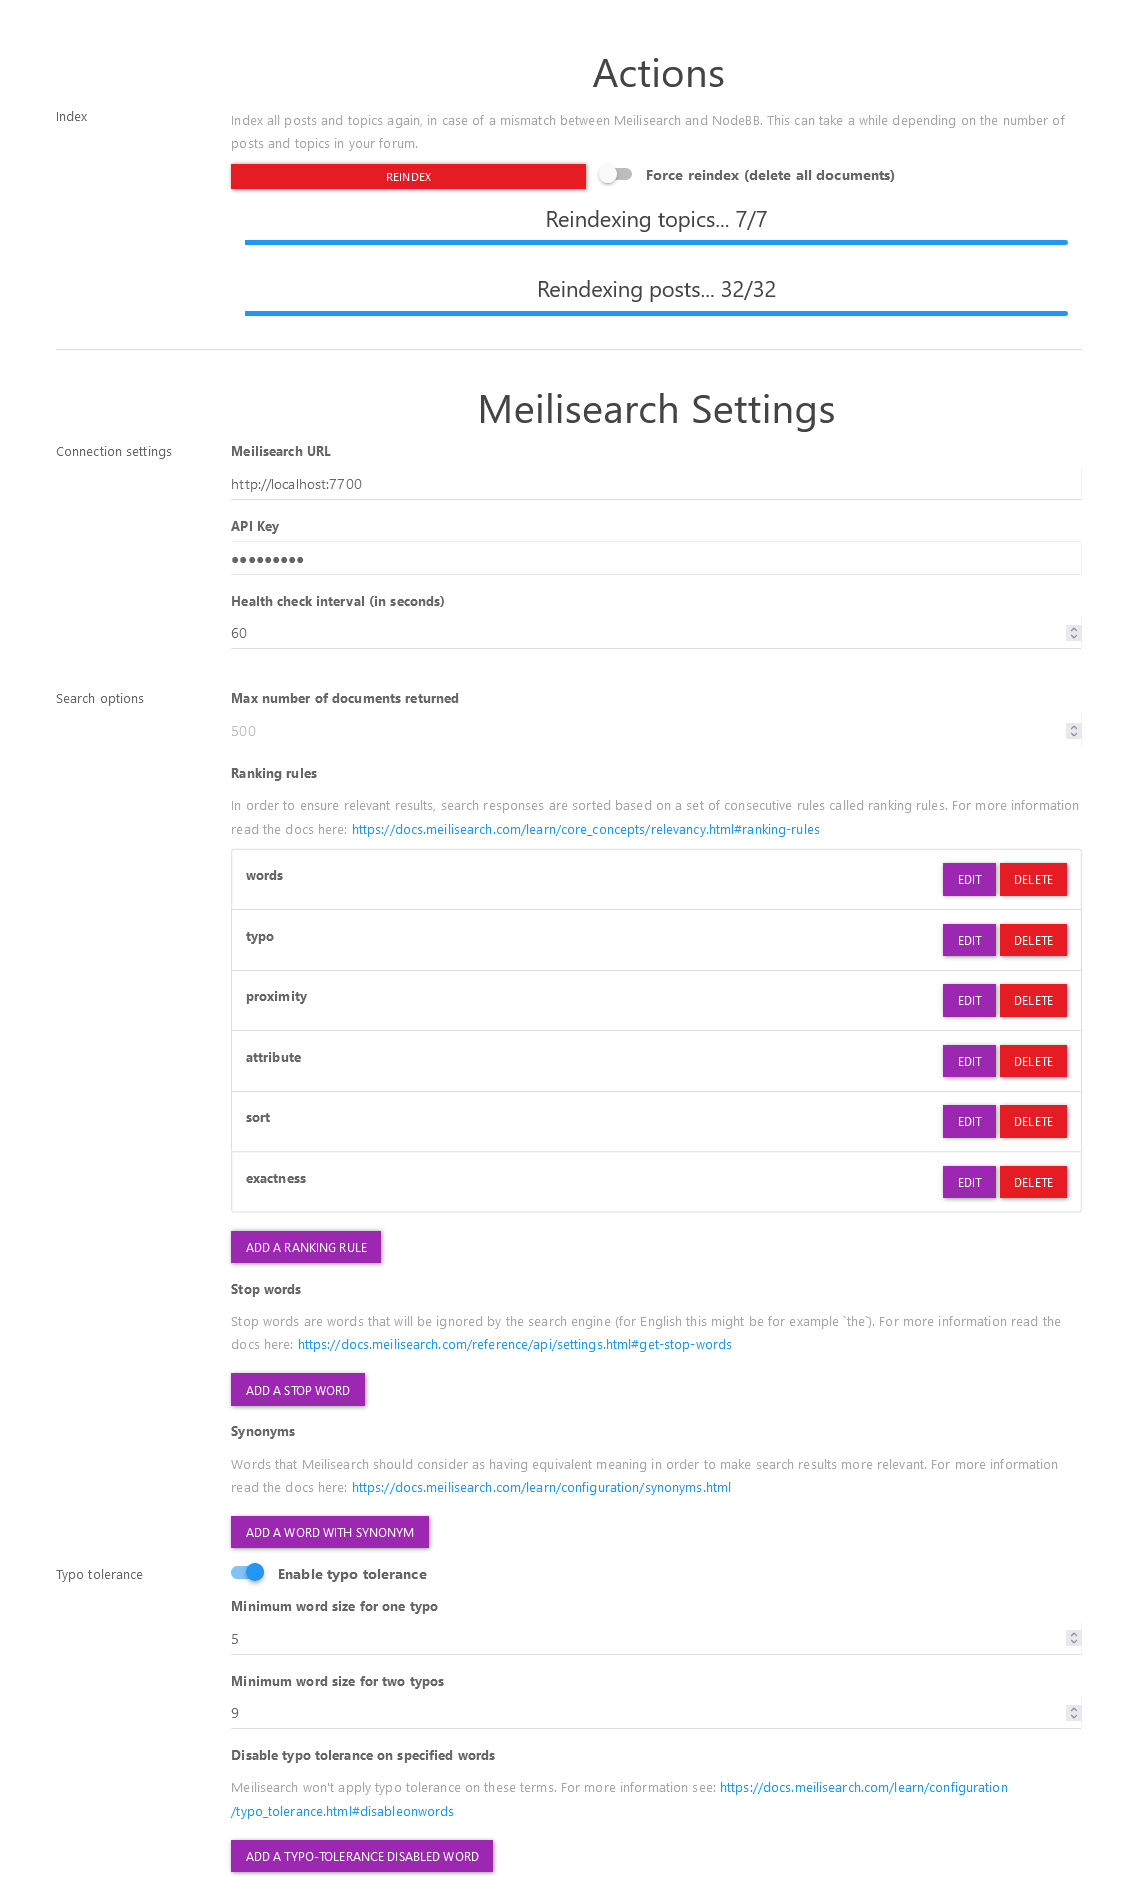 Actions
Index
Index all posts and topics again, in case of a mismatch between Meilisearch and NodeBB. This can take a while depending on the number of
posts and topics in your forum.
REINDEX
Force reindex (delete all documents)
Reindexing topics... 7/7
Reindexing posts... 32/32
Meilisearch Settings
Connection settings
Meilisearch URL
http://localhost:7700
API Key
•••••••••
Health check interval (in seconds)
60
Search options
Max number of documents returned
500
Ranking rules
In order to ensure relevant results, search responses are sorted based on a set of consecutive rules called ranking rules. For more information
read the docs here: https://docs.meilisearch.com/learn/core_concepts/relevancy.html#ranking-rules
words
EDIT
DELETE
typo
EDIT
DELETE
proximity
EDIT
DELETE
attribute
EDIT
DELETE
sort
EDIT
DELETE
exactness
EDIT
DELETE
ADD A RANKING RULE
Stop words
Stop words are words that will be ignored by the search engine (for English this might be for example `the`). For more information read the
docs here: https://docs.meilisearch.com/reference/api/settings.html#get-stop-words
ADD A STOP WORD
Synonyms
Words that Meilisearch should consider as having equivalent meaning in order to make search results more relevant. For more information
read the docs here: https://docs.meilisearch.com/learn/configuration/synonyms.html
ADD A WORD WITH SYNONYM
Typo tolerance
Enable typo tolerance
Minimum word size for one typo
5
Minimum word size for two typos
9
Disable typo tolerance on specified words
Meilisearch won't apply typo tolerance on these terms. For more information see: https://docs.meilisearch.com/learn/configuration
/typo_tolerance.html#disableonwords
ADD A TYPO-TOLERANCE DISABLED WORD